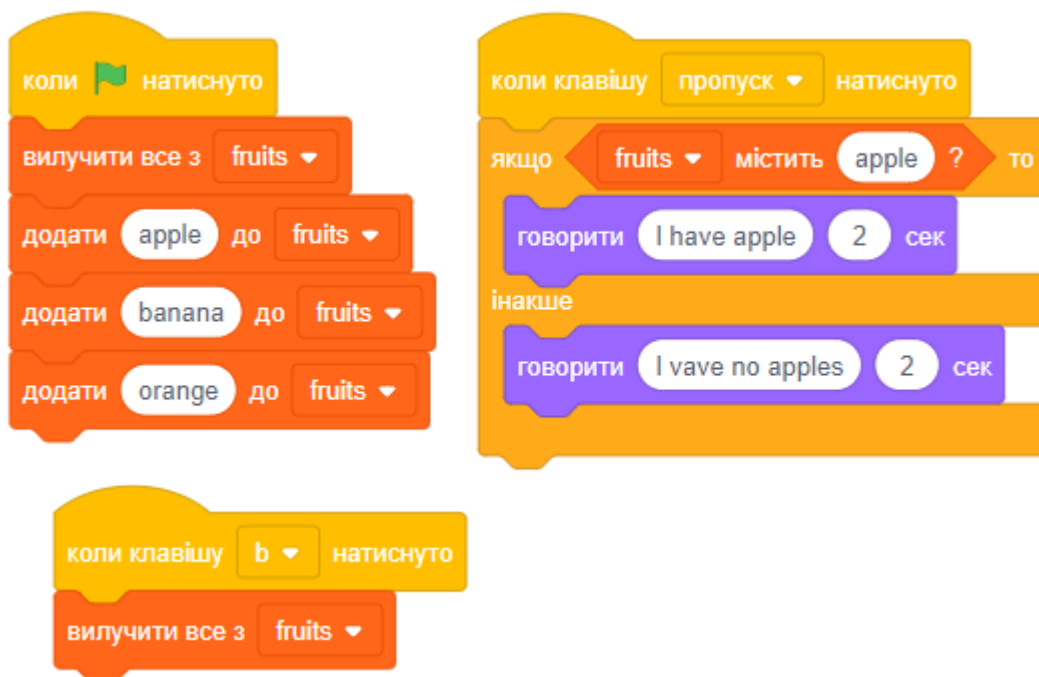 коли натиснуто
вилучити все з fruits
додати apple до fruits
додати banana до fruits
додати orange до fruits
коли клавішу пропуск натиснуто
якщо fruits містить apple ? то
говорити I have apple 2 сек
інакше
говорити I vave no apples 2 сек
коли клавішу b натиснуто
вилучити все з fruits